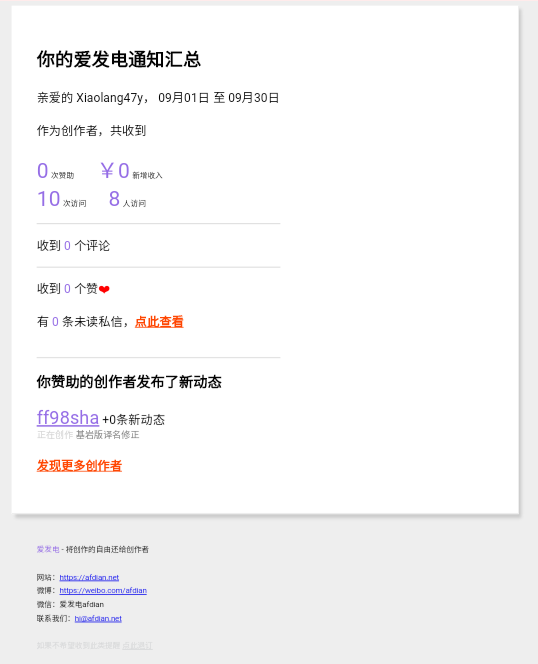 你的爱发电通知汇总
亲爱的 Xiaolang47y， 09月01日 至 09月30日
作为创作者，共收到
0 次赞助 ￥0 新增收入
10 次访问 8 人访问
收到 0 个评论
收到 0 个赞❤
有 0 条未读私信，点此查看
你赞助的创作者发布了新动态
ff98sha +0条新动态
正在创作 基岩版译名修正
发现更多创作者
爱发电 - 将创作的自由还给创作者
网站：https://afdian.net
微博：https://weibo.com/afdian
微信：爱发电afdian
联系我们：hi@afdian.net
如果不希望收到此类提醒 点此退订